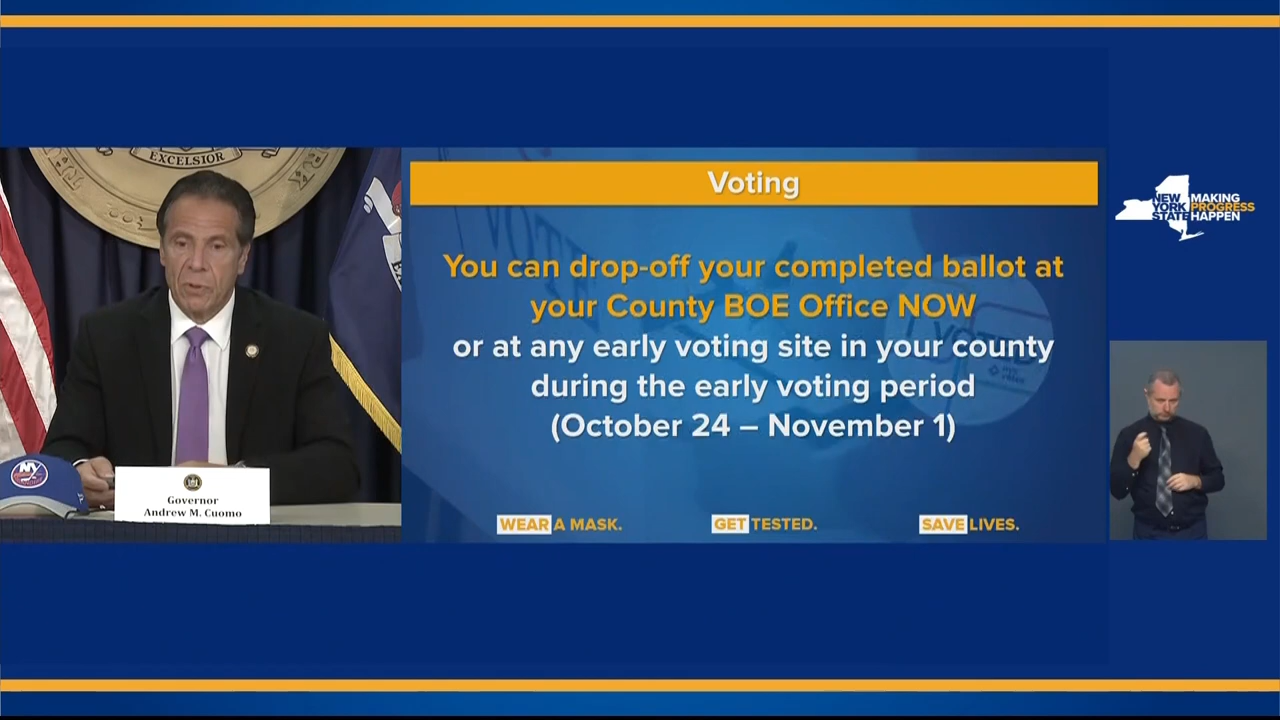 EXCELSIOR
NY
Governor
Andrew M. Cuomo
Voting
VOTE
You can drop-off your completed ballot at
your County BOE Office NOW
or at any early voting site in your county
during the early voting period
(October 24 – November 1)
WEAR A MASK.
GET TESTED.
SAVE LIVES.
NEW
YORK
STATE
MAKING
PROGRESS
HAPPEN